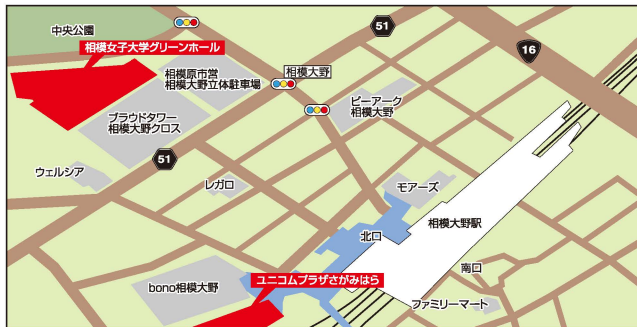 中央公園
51
相模女子大学グリーンホール
16
相模原市営
相模大野立体駐車場
相模大野
ピーアーク
相模大野
プラウドタワー
相模大野クロス
51
ウェルシア
レガロ
モアーズ
相模大野駅
北口
南口
ユニコムプラザさがみはら
bono相模大野
ファミリーマート